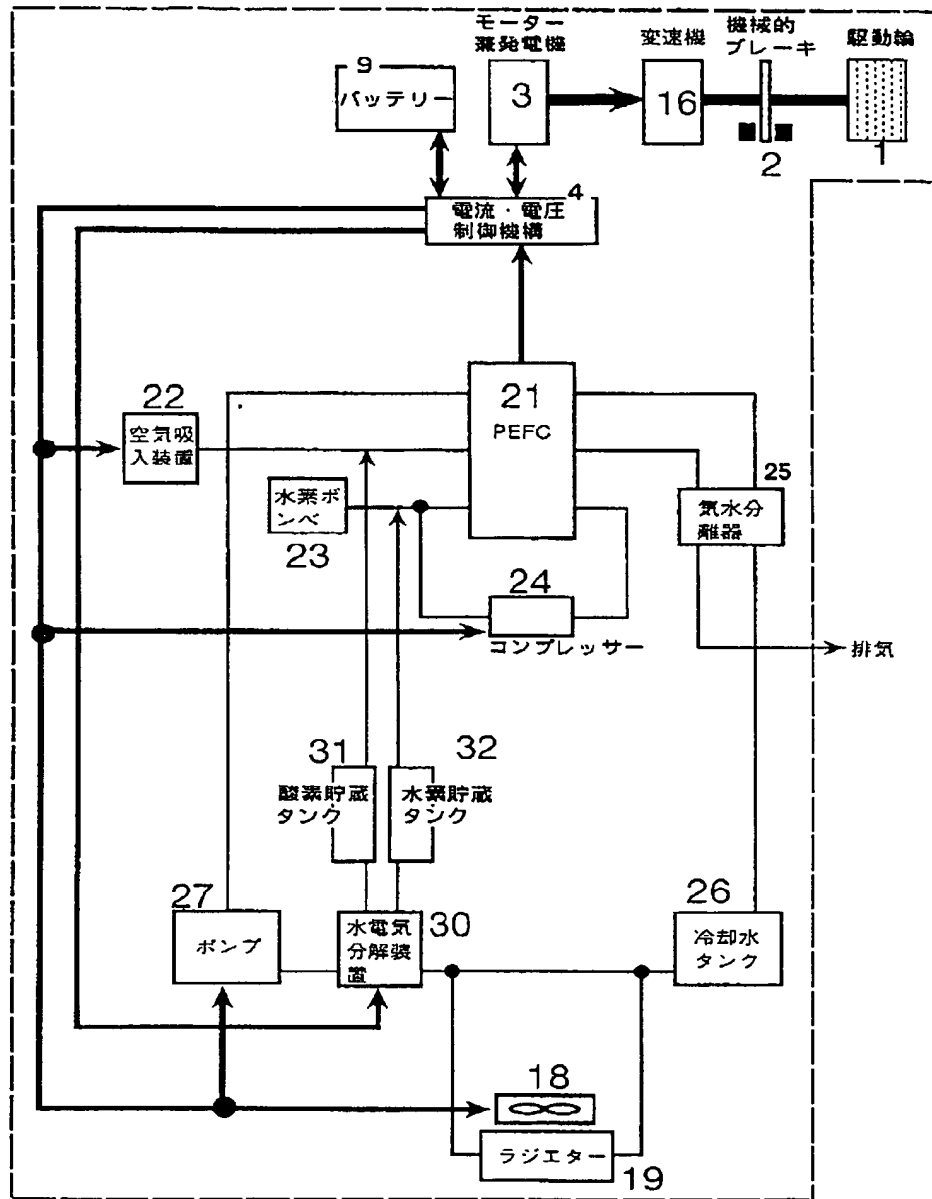 モーター
兼発電機
変速機
機械的
ブレーキ
駆動輪
9
バッテリー
3
16
2
1
4
電流・電圧
制御機構
22
空気吸
入装置
21
PEFC
水素ボ
ンベ
23
25
気水分
離器
24
コンプレッサー
排気
31
酸素貯蔵
タンク
32
水素貯蔵
タンク
27
ポンプ
水電気
分解装
置
30
26
冷却水
タンク
18
ラジエター
19